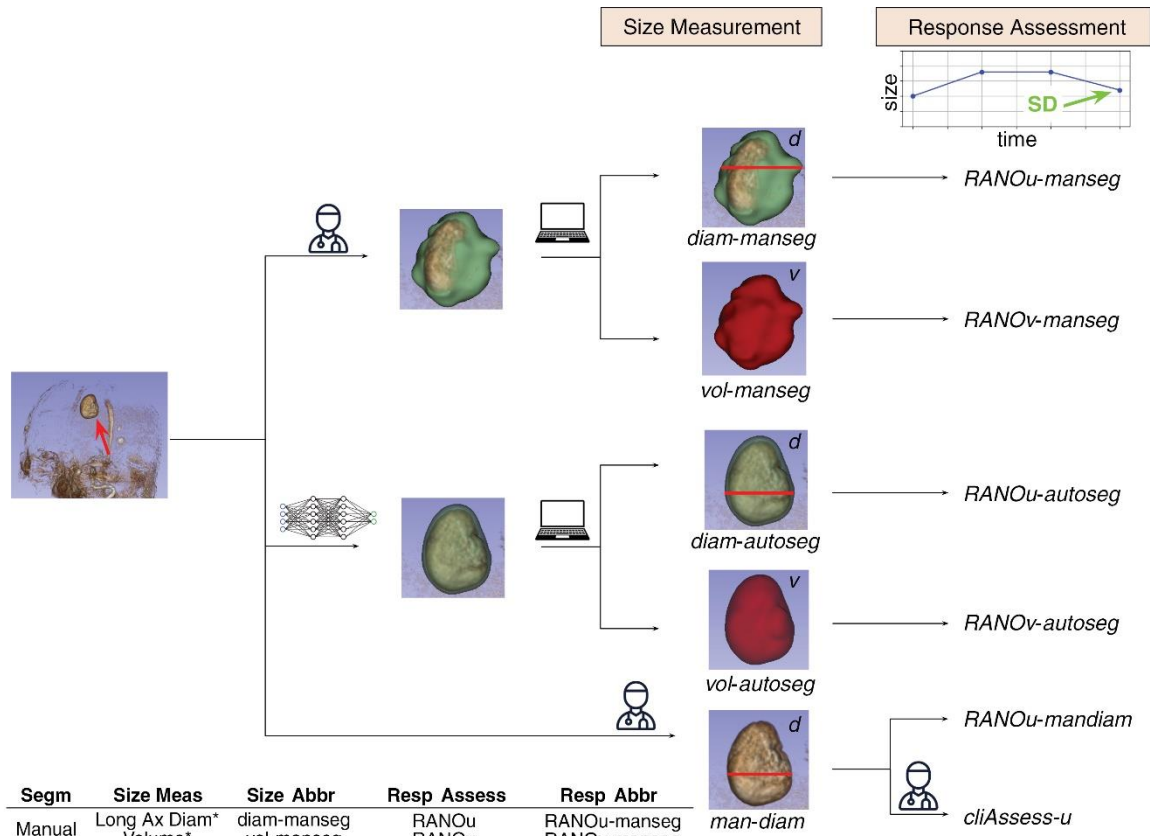 Size Measurement
Response Assessment
size
SD
time
d
diam-manseg
RANOu-manseg
v
vol-manseg
RANOv-manseg
d
diam-autoseg
RANOu-autoseg
v
vol-autoseg
RANOv-autoseg
d
man-diam
RANOu-mandiam
cliAssess-u
Segm Size Meas Size Abbr Resp Assess Resp Abbr
Manual Long Ax Diam* diam-manseg RANOu RANOu-manseg